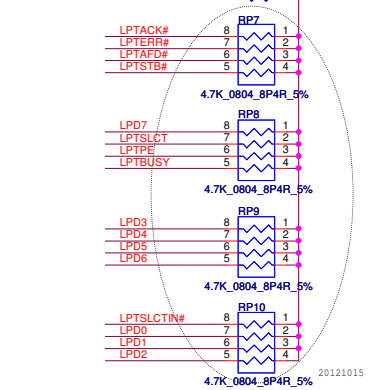 RP7
LPTACK# 8 1
LPTERR# 7 2
LPTAFD# 6 3
LPTSTB# 5 4
4.7K_0804_8P4R_5%
RP8
LPD7 8 1
LPTSLCT 7 2
LPTPE 6 3
LPTBUSY 5 4
4.7K_0804_8P4R_5%
RP9
LPD3 8 1
LPD4 7 2
LPD5 6 3
LPD6 5 4
4.7K_0804_8P4R_5%
RP10
LPTSLCTIN# 8 1
LPD0 7 2
LPD1 6 3
LPD2 5 4
20121015
4.7K_0804_8P4R_5%